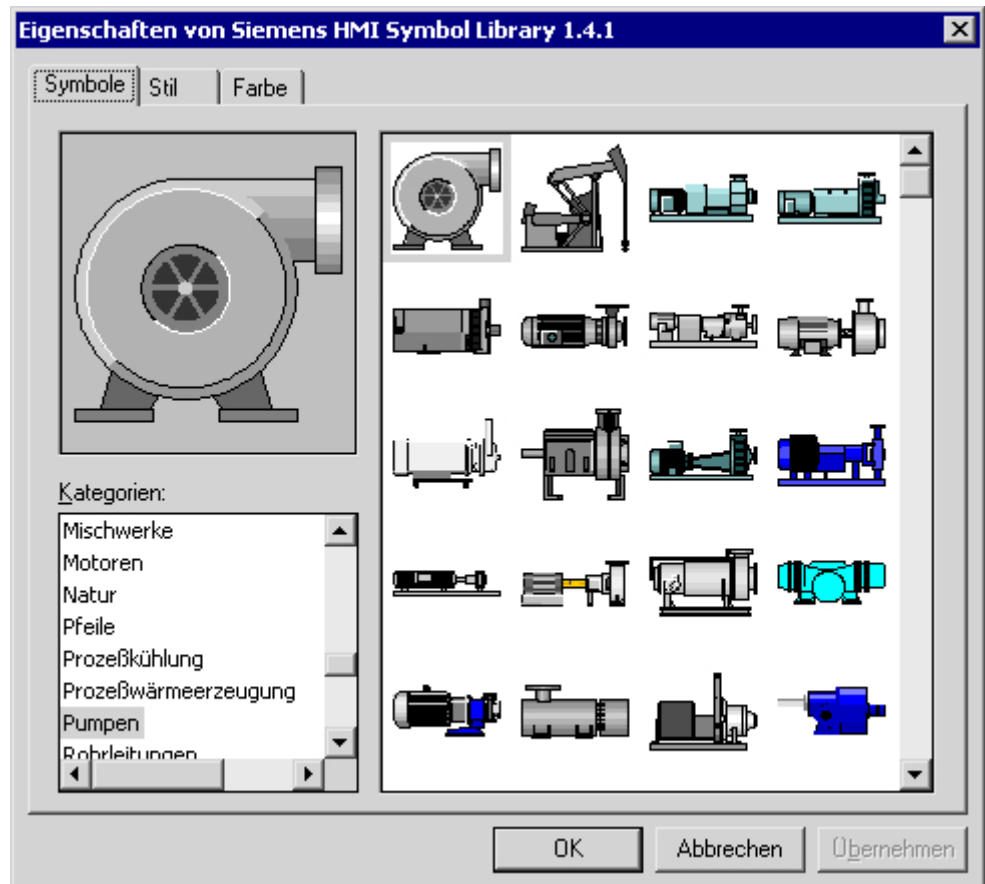 Eigenschaften von Siemens HMI Symbol Library 1.4.1
Symbole
Stil
Farbe
Kategorien:
Mischwerke
Motoren
Natur
Pfeile
Prozeßkühlung
Prozeßwärmeerzeugung
Pumpen
Rohrleitungen
OK
Abbrechen
Übernehmen